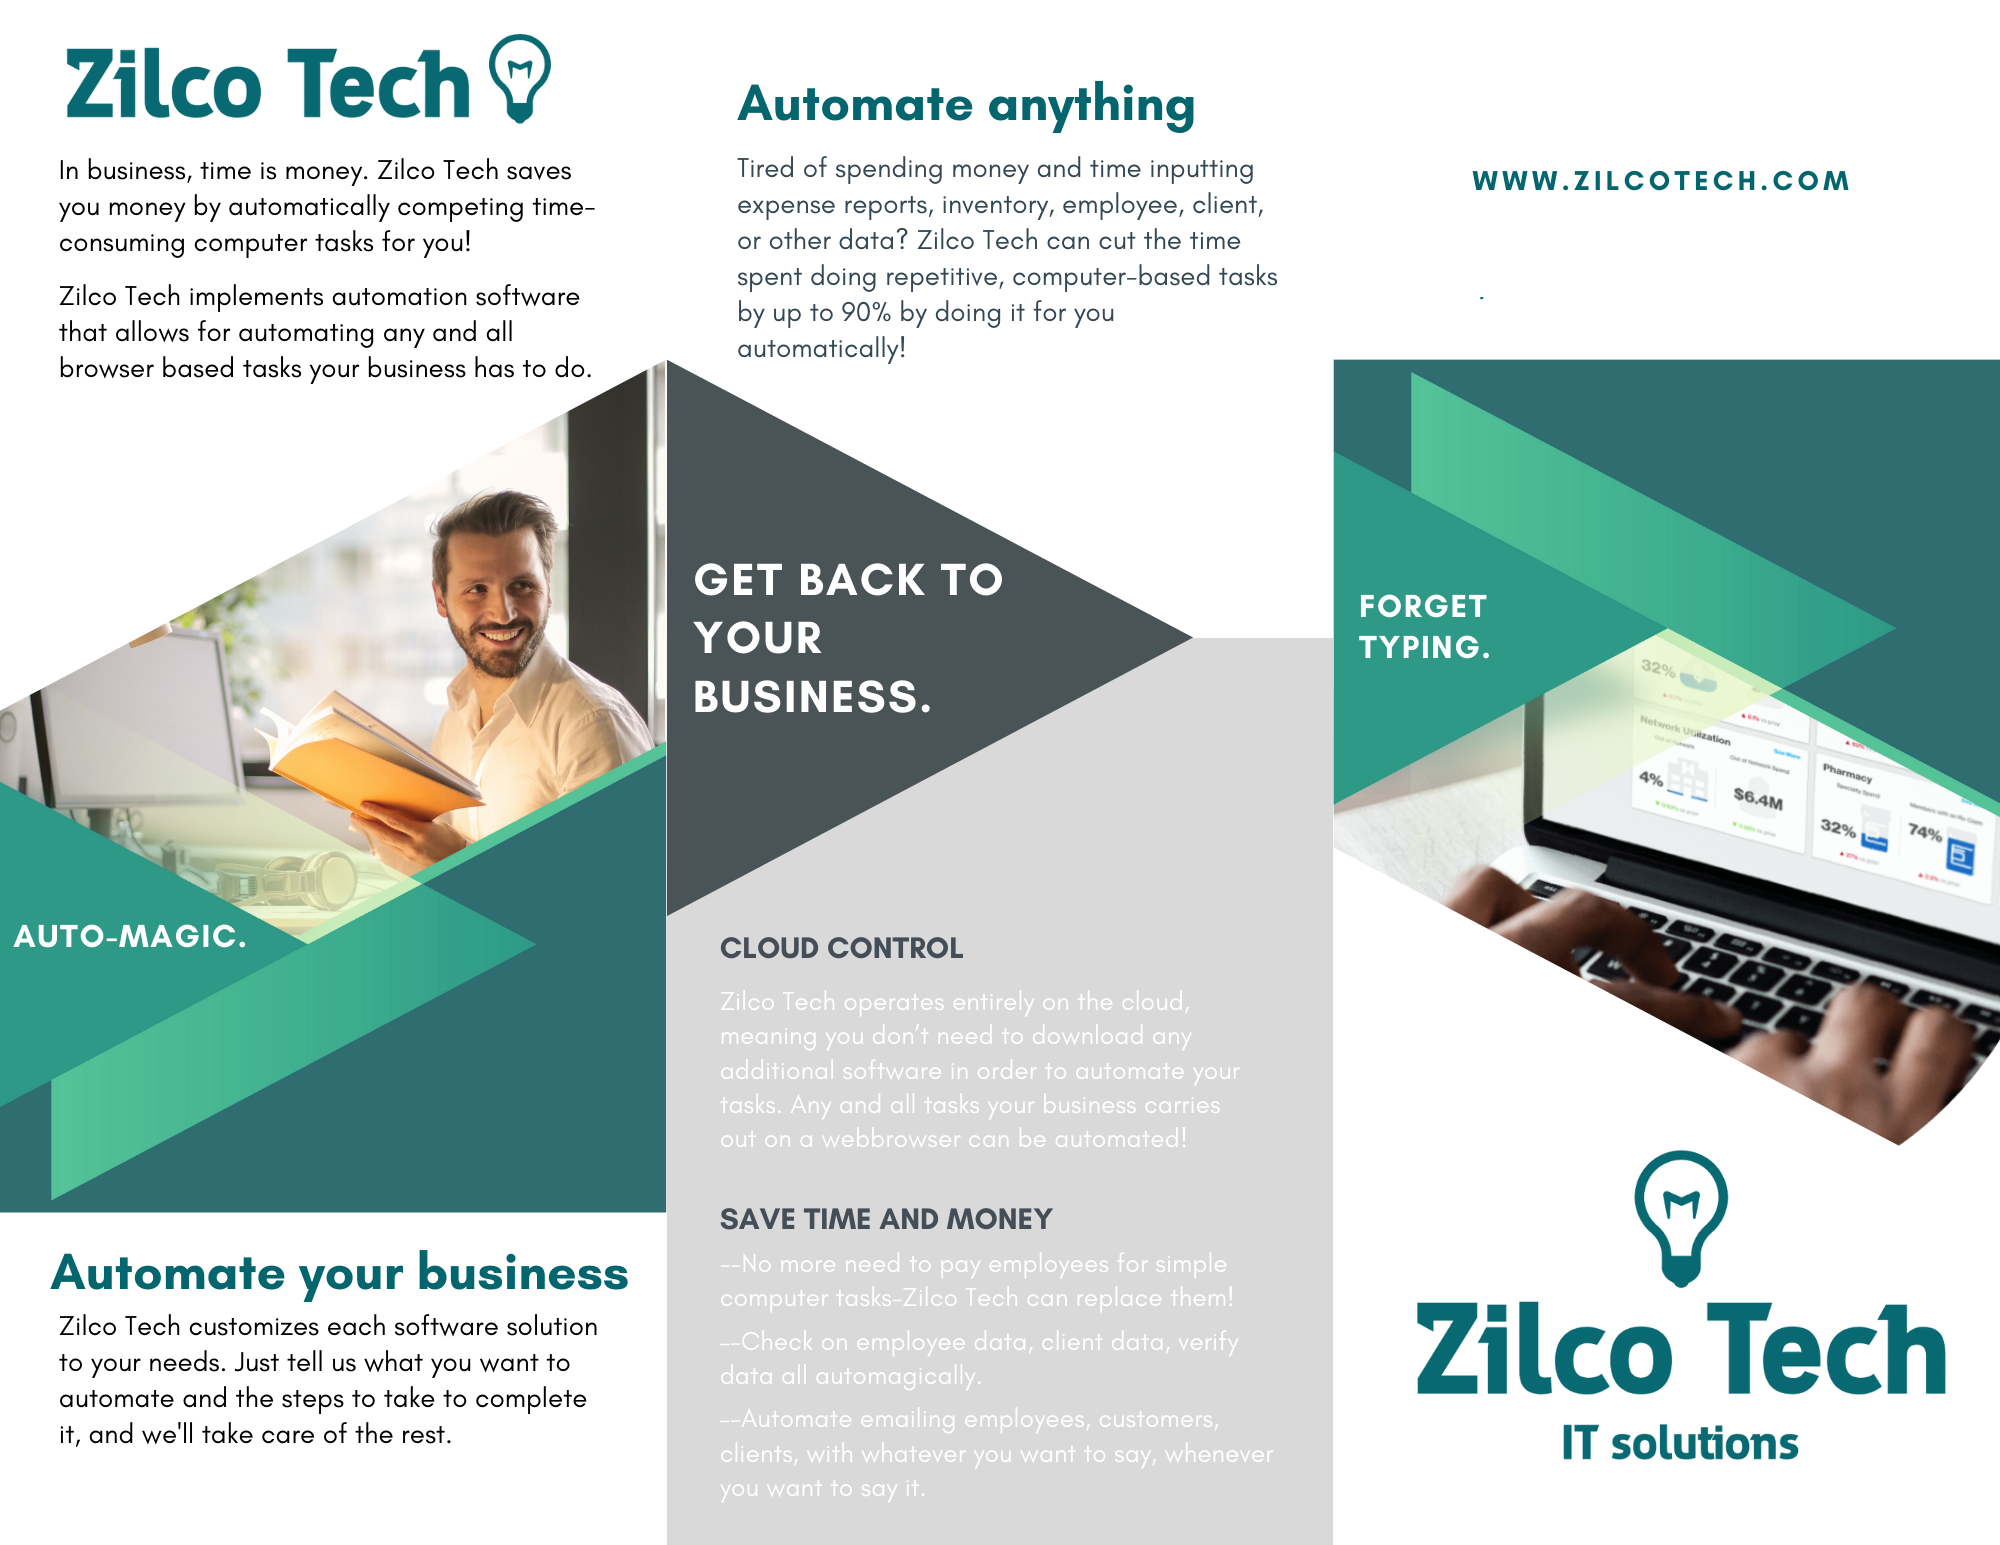 Zilco Tech
In business, time is money. Zilco Tech saves
you money by automatically competing time-
consuming computer tasks for you!
Zilco Tech implements automation software
that allows for automating any and all
browser based tasks your business has to do.
AUTO-MAGIC.
Automate your business
Zilco Tech customizes each software solution
to your needs. Just tell us what you want to
automate and the steps to take to complete
it, and we'll take care of the rest.
Automate anything
Tired of spending money and time inputting
expense reports, inventory, employee, client,
or other data? Zilco Tech can cut the time
spent doing repetitive, computer-based tasks
by up to 90% by doing it for you
automatically!
GET BACK TO
YOUR
BUSINESS.
CLOUD CONTROL
Zilco Tech operates entirely on the cloud,
meaning you don’t need to download any
additional software in order to automate your
tasks. Any and all tasks your business carries
out on a webbrowser can be automated!
SAVE TIME AND MONEY
--No more need to pay employees for simple
computer tasks-Zilco Tech can replace them!
--Check on employee data, client data, verify
data all automagically.
--Automate emailing employees, customers,
clients, with whatever you want to say, whenever
you want to say it.
WWW.ZILCOTECH.COM
FORGET
TYPING.
32%
Network Utilization
Out of Network Spend
See More
4%
$6.4M
Pharmacy
Specialty Spend
32%
74%
Zilco Tech
IT solutions